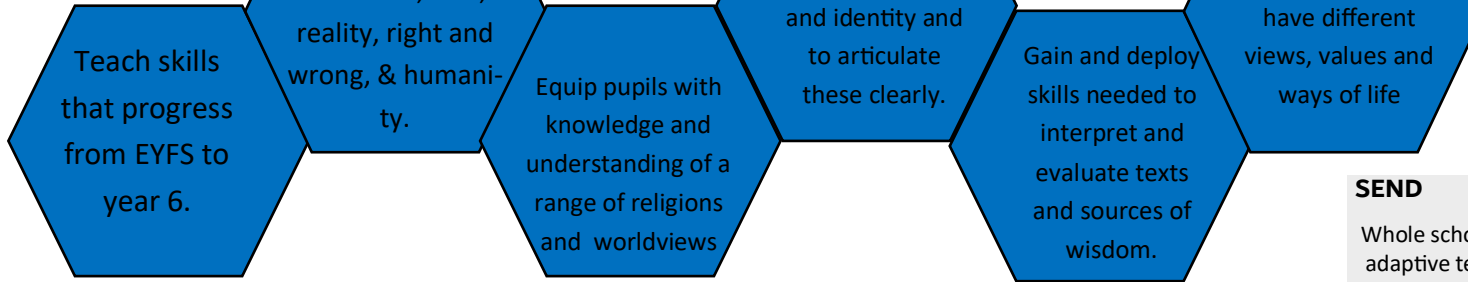 Teach skills
that progress
from EYFS to
year 6.
reality, right and
wrong, & humani-
ty.
Equip pupils with
knowledge and
understanding of a
range of religions
and worldviews
and identity and
to articulate
these clearly.
Gain and deploy
skills needed to
interpret and
evaluate texts
and sources of
wisdom.
have different
views, values and
ways of life
SEND
Whole
adaptive